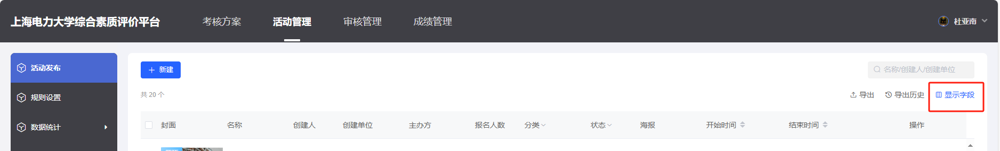 上海电力大学综合素质评价平台 考核方案 活动管理 审核管理 成绩管理 杜亚南
活动发布
新建
名称/创建人/创建单位
规则设置
共 20 个
导出 导出历史 显示字段
数据统计
封面 名称 创建人 创建单位 主办方 报名人数 分类 状态 海报 开始时间 结束时间 操作